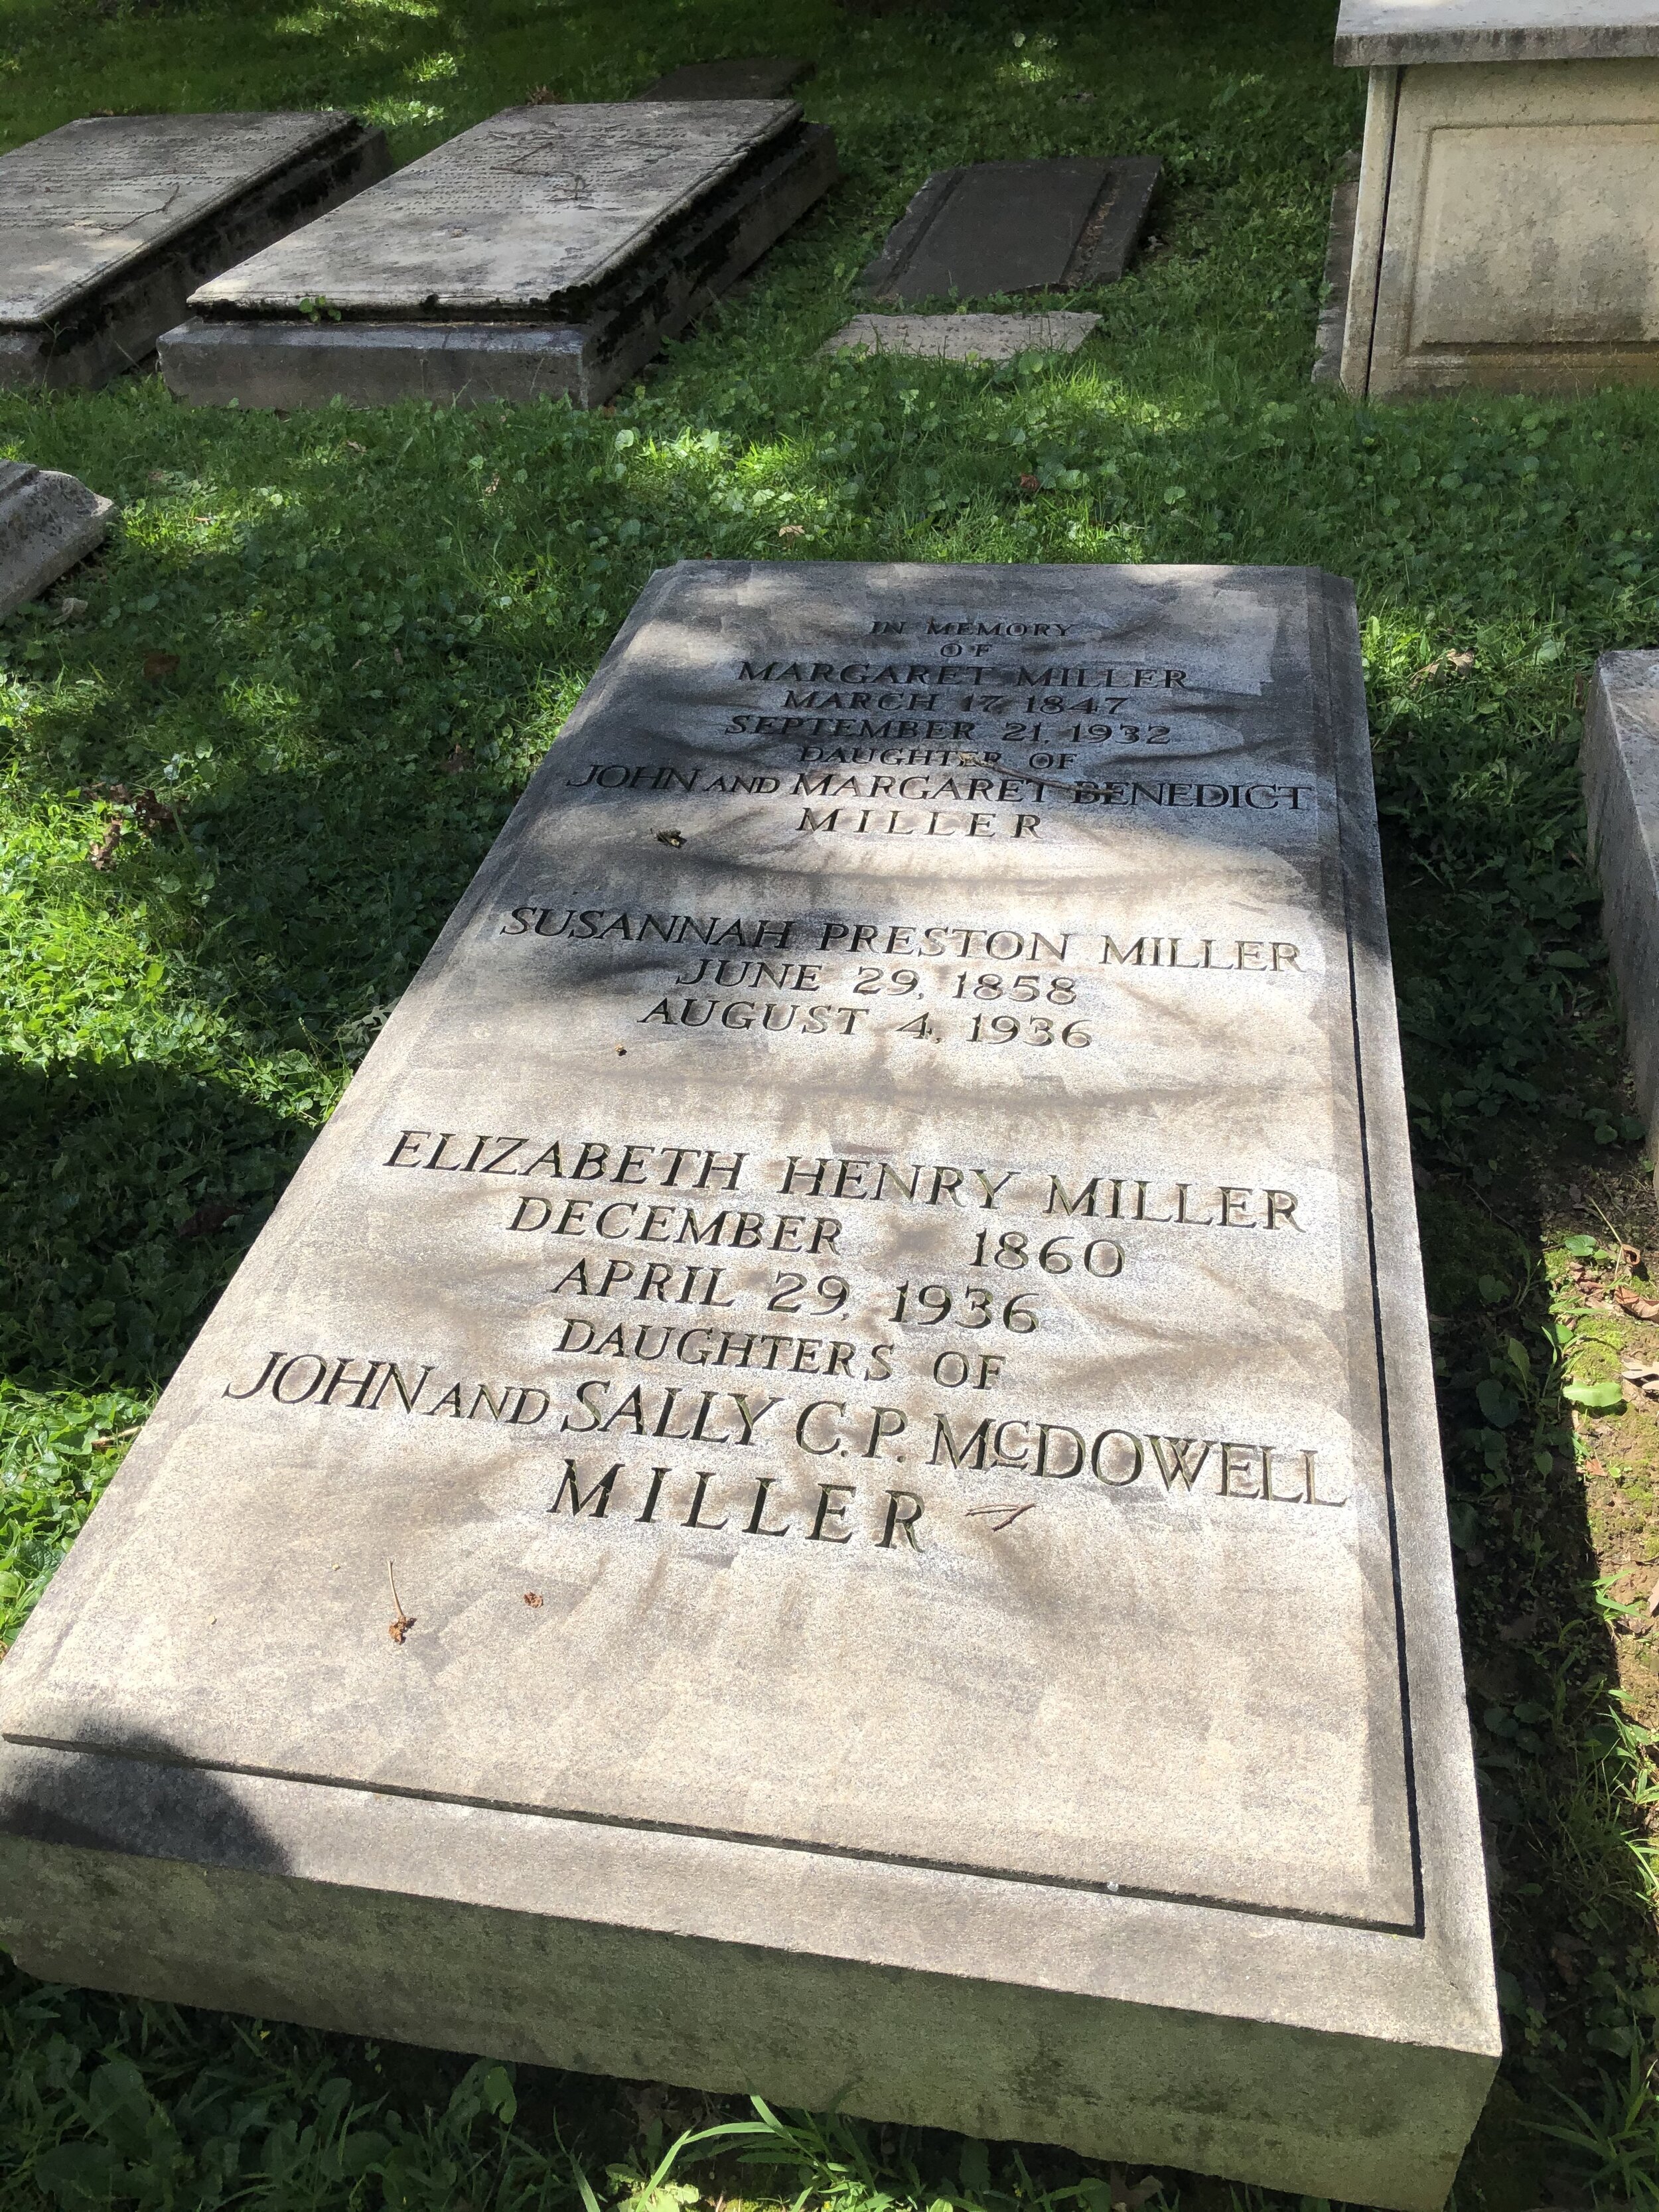 IN MEMORY
OF
MARGARET MILLER
MARCH 17, 1847
SEPTEMBER 21, 1932
DAUGHTER OF
JOHN AND MARGARET BENEDICT
MILLER
SUSANNAH PRESTON MILLER
JUNE 29, 1858
AUGUST 4, 1936
ELIZABETH HENRY MILLER
DECEMBER 1860
APRIL 29, 1936
DAUGHTERS OF
JOHN AND SALLY C. P. McDOWELL
MILLER